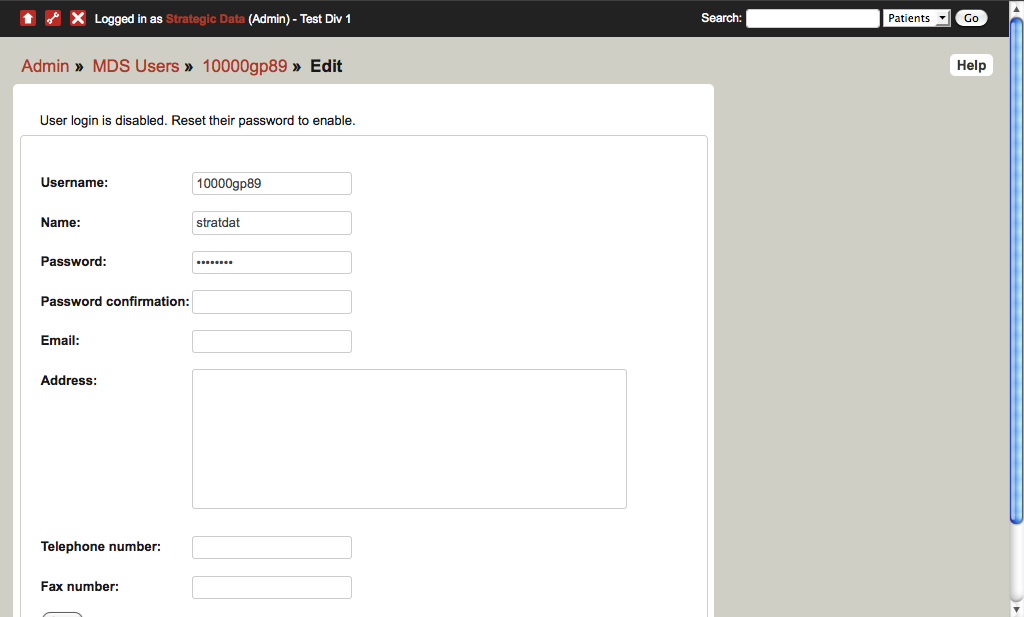 Logged in as Strategic Data (Admin) - Test Div 1
Search: Patients Go
Admin » MDS Users » 10000gp89 » Edit
Help
User login is disabled. Reset their password to enable.
Username: 10000gp89
Name: stratdat
Password: ••••••••
Password confirmation:
Email:
Address:
Telephone number:
Fax number: